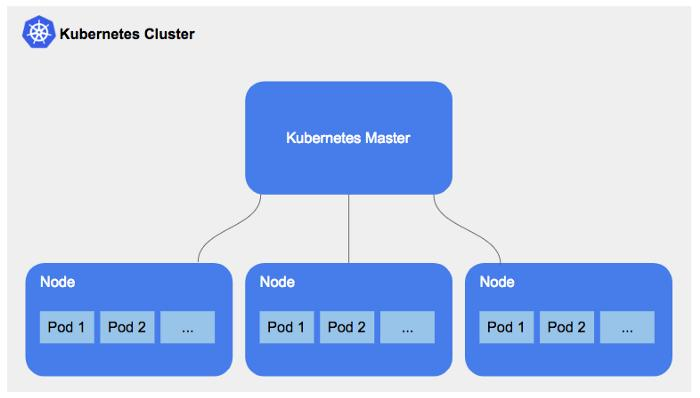 Kubernetes Cluster
Kubernetes Master
Node
Pod 1 Pod 2 ...
Node
Pod 1 Pod 2 ...
Node
Pod 1 Pod 2 ...